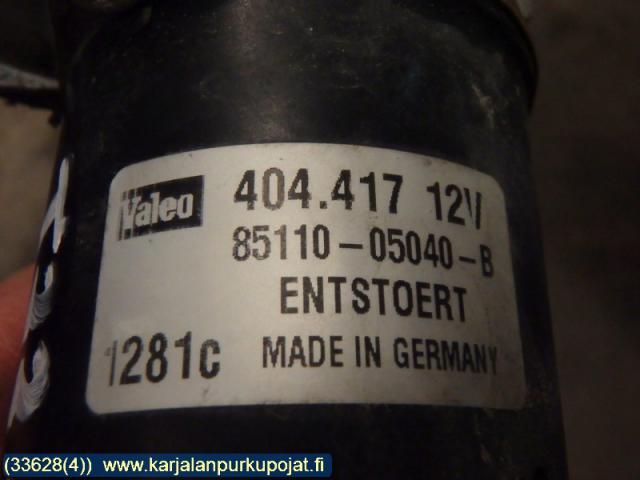 Valeo 404.417 12V
85110-05040-B
ENTSTOERT
1281c MADE IN GERMANY
(33628(4)) www.karjalanpurkupojat.fi